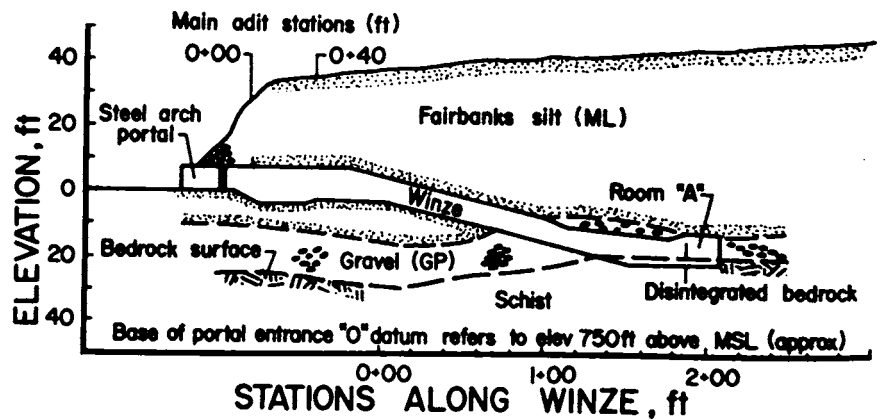 Main adit stations (ft)
0+00 0+40
40
20
0
20
40
ELEVATION, ft
Steel arch
portal
Fairbanks silt (ML)
Winze
Room "A"
Bedrock surface
Gravel (GP)
Schist
Disintegrated bedrock
Base of portal entrance "O" datum refers to elev 750ft above MSL (approx)
0+00 1+00 2+00
STATIONS ALONG WINZE, ft